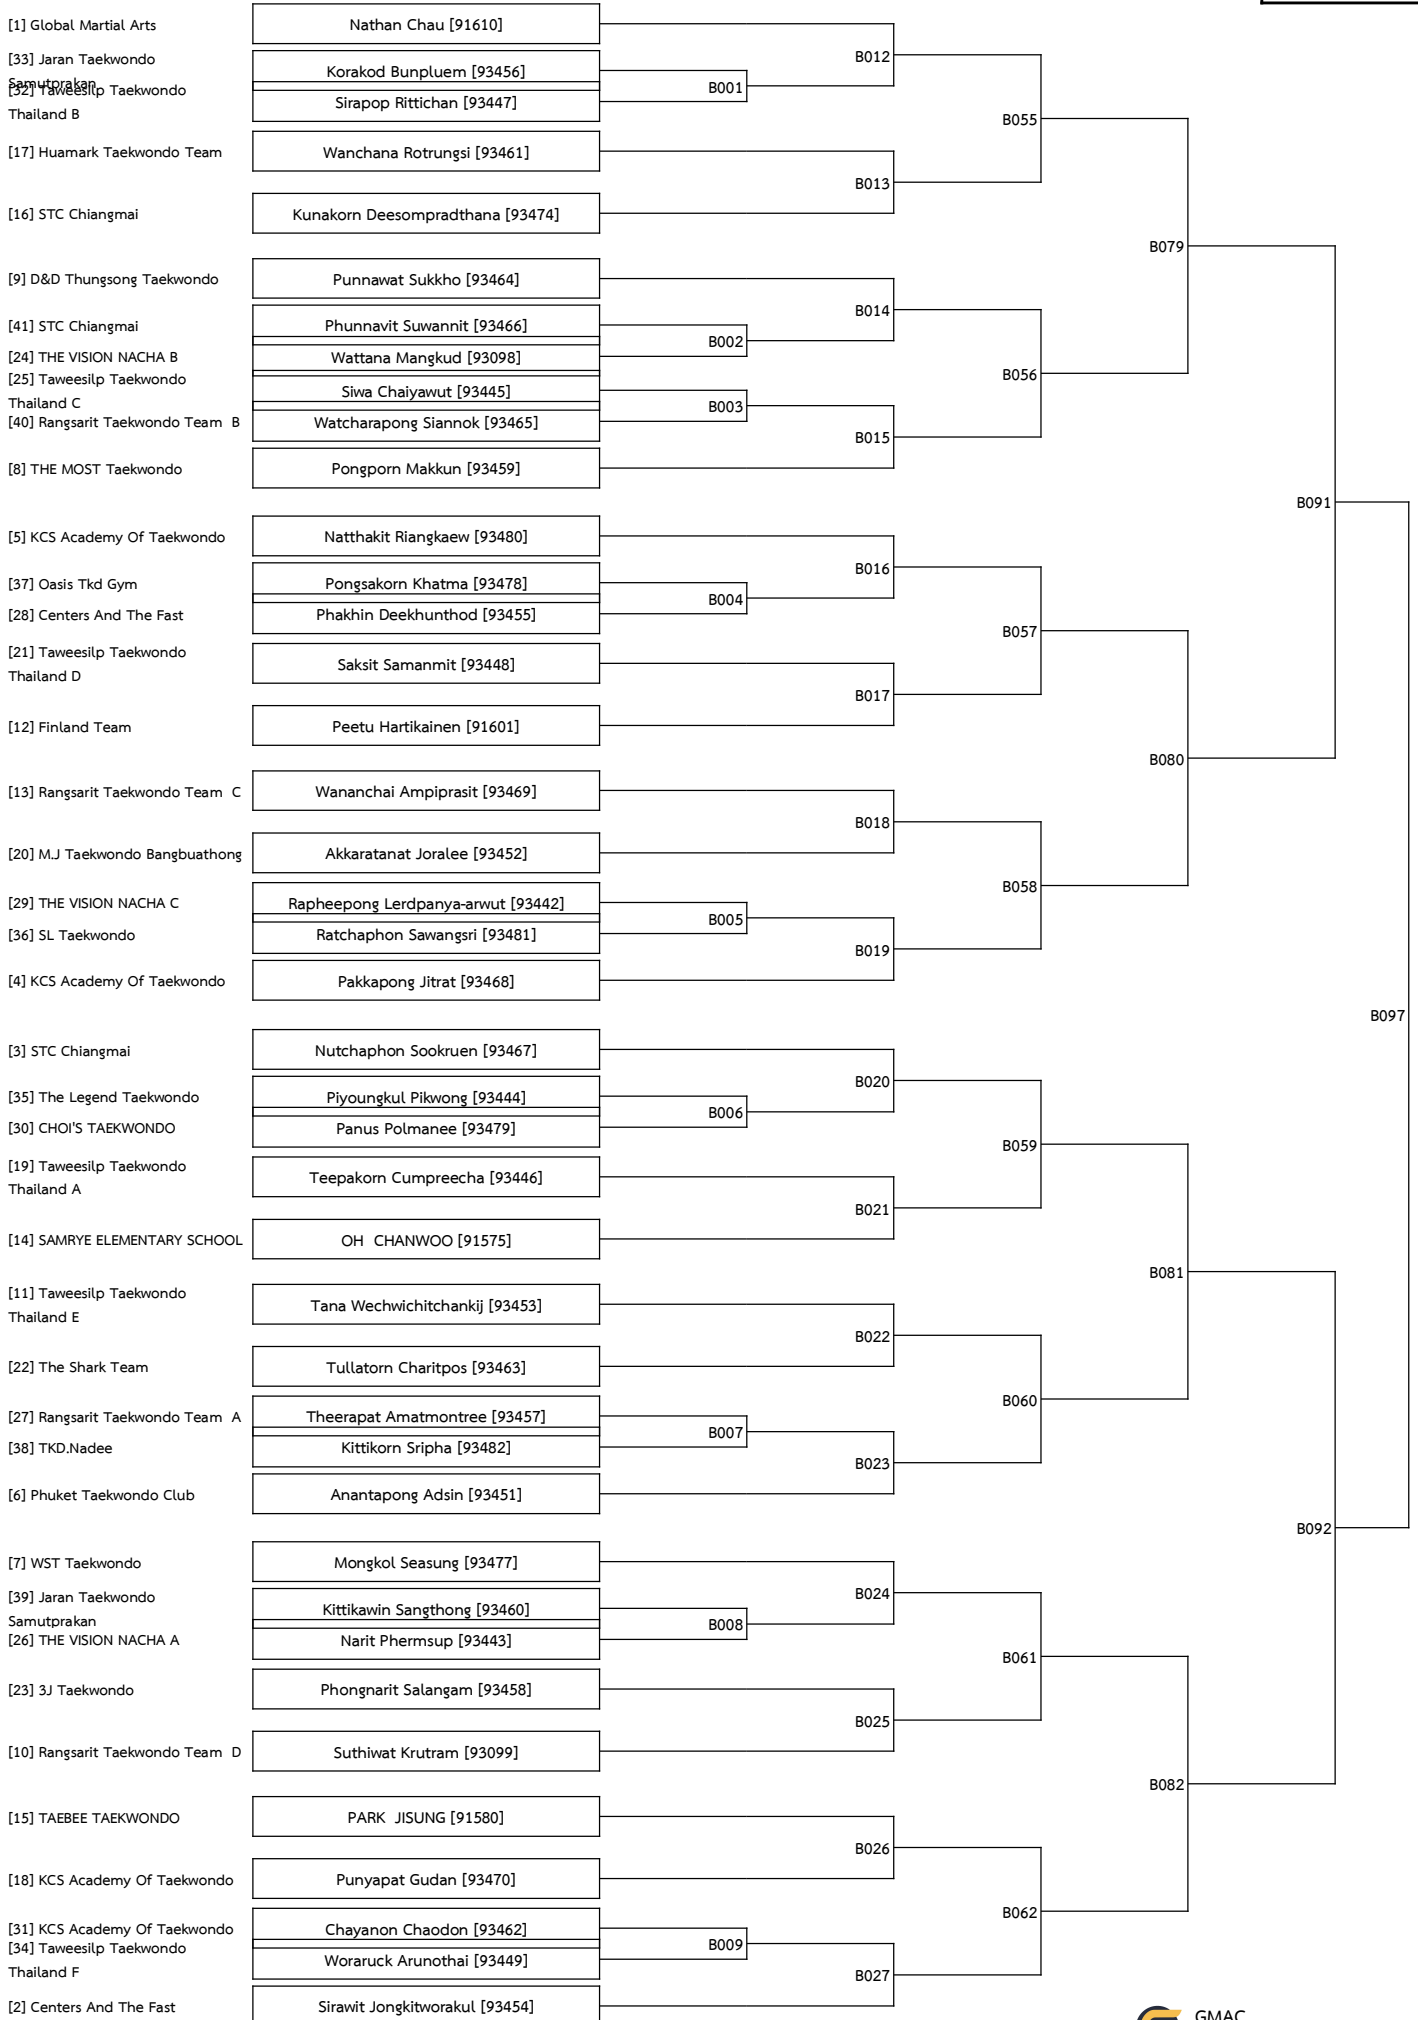 [1] Global Martial Arts
Nathan Chau [91610]
B012
[33] Jaran Taekwondo
Samutprakan
Korakod Bunpluem [93456]
B001
[32] Taweesilp Taekwondo
Thailand B
Sirapop Rittichan [93447]
B055
[17] Huamark Taekwondo Team
Wanchana Rotrungsi [93461]
B013
[16] STC Chiangmai
Kunakorn Deesompradthana [93474]
B079
[9] D&D Thungsong Taekwondo
Punnawat Sukkho [93464]
B014
[41] STC Chiangmai
Phunnavit Suwannit [93466]
B002
[24] THE VISION NACHA B
Wattana Mangkud [93098]
B056
[25] Taweesilp Taekwondo
Thailand C
Siwa Chaiyawut [93445]
B003
[40] Rangsarit Taekwondo Team B
Watcharapong Siannok [93465]
B015
[8] THE MOST Taekwondo
Pongporn Makkun [93459]
B091
[5] KCS Academy Of Taekwondo
Natthakit Riangkaew [93480]
B016
[37] Oasis Tkd Gym
Pongsakorn Khatma [93478]
B004
[28] Centers And The Fast
Phakhin Deekhunthod [93455]
B057
[21] Taweesilp Taekwondo
Thailand D
Saksit Samanmit [93448]
B017
[12] Finland Team
Peetu Hartikainen [91601]
B080
[13] Rangsarit Taekwondo Team C
Wananchai Ampiprasit [93469]
B018
[20] M.J Taekwondo Bangbuathong
Akkaratanat Joralee [93452]
B058
[29] THE VISION NACHA C
Rapheepong Lerdpanya-arwut [93442]
B005
[36] SL Taekwondo
Ratchaphon Sawangsri [93481]
B019
[4] KCS Academy Of Taekwondo
Pakkapong Jitrat [93468]
B097
[3] STC Chiangmai
Nutchaphon Sookruen [93467]
B020
[35] The Legend Taekwondo
Piyoungkul Pikwong [93444]
B006
[30] CHOI'S TAEKWONDO
Panus Polmanee [93479]
B059
[19] Taweesilp Taekwondo
Thailand A
Teepakorn Cumpreecha [93446]
B021
[14] SAMRYE ELEMENTARY SCHOOL
OH CHANWOO [91575]
B081
[11] Taweesilp Taekwondo
Thailand E
Tana Wechwichitchankij [93453]
B022
[22] The Shark Team
Tullatorn Charitpos [93463]
B060
[27] Rangsarit Taekwondo Team A
Theerapat Amatmontree [93457]
B007
[38] TKD.Nadee
Kittikorn Sripha [93482]
B023
[6] Phuket Taekwondo Club
Anantapong Adsin [93451]
B092
[7] WST Taekwondo
Mongkol Seasung [93477]
B024
[39] Jaran Taekwondo
Samutprakan
Kittikawin Sangthong [93460]
B008
[26] THE VISION NACHA A
Narit Phermsup [93443]
B061
[23] 3J Taekwondo
Phongnarit Salangam [93458]
B025
[10] Rangsarit Taekwondo Team D
Suthiwat Krutram [93099]
B082
[15] TAEBEE TAEKWONDO
PARK JISUNG [91580]
B026
[18] KCS Academy Of Taekwondo
Punyapat Gudan [93470]
B062
[31] KCS Academy Of Taekwondo
Chayanon Chaodon [93462]
B009
[34] Taweesilp Taekwondo
Thailand F
Woraruck Arunothai [93449]
B027
[2] Centers And The Fast
Sirawit Jongkitworakul [93454]
GMAC